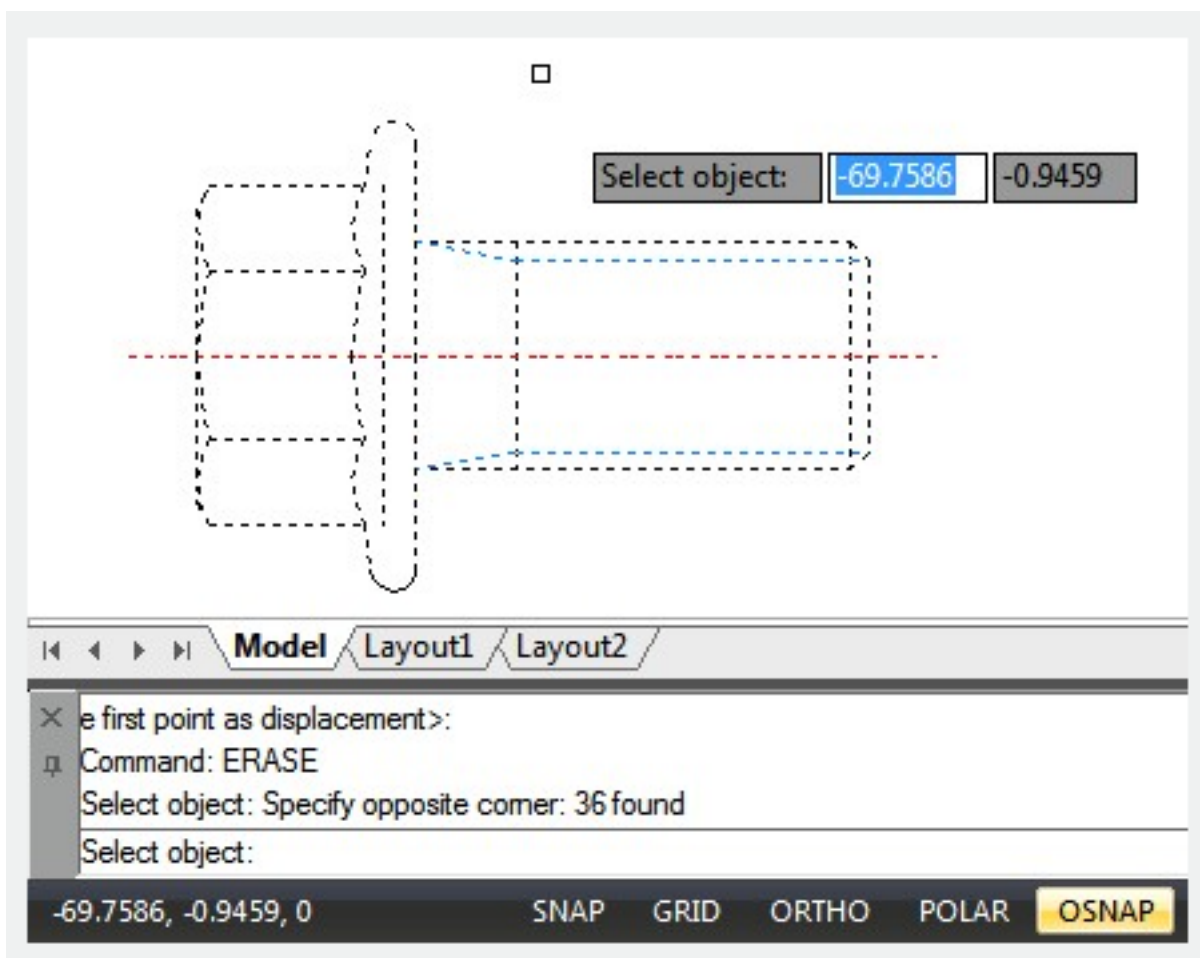 Select object: -69.7586 -0.9459
Model Layout1 Layout2
e first point as displacement>:
Command: ERASE
Select object: Specify opposite corner: 36 found
Select object:
-69.7586, -0.9459, 0 SNAP GRID ORTHO POLAR OSNAP